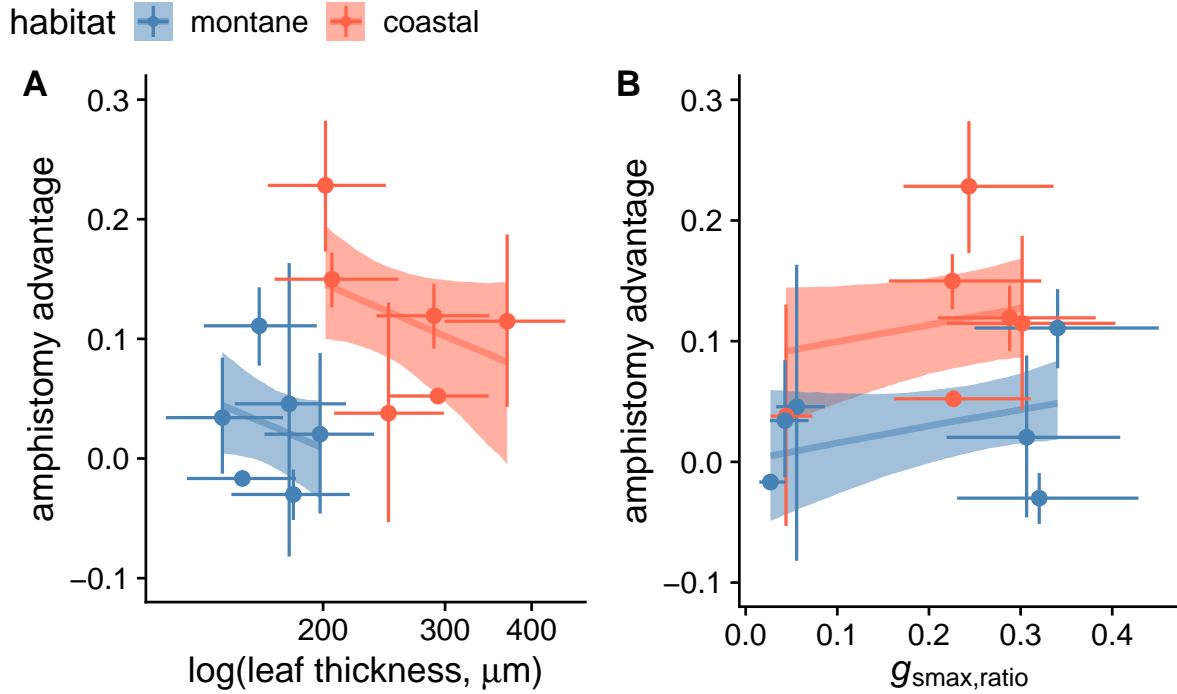 habitat montane coastal
A
0.3
0.2
0.1
0.0
−0.1
amphistomy advantage
200 300 400
log(leaf thickness, μm)
B
0.3
0.2
0.1
0.0
−0.1
amphistomy advantage
0.0 0.1 0.2 0.3 0.4
gsmax,ratio